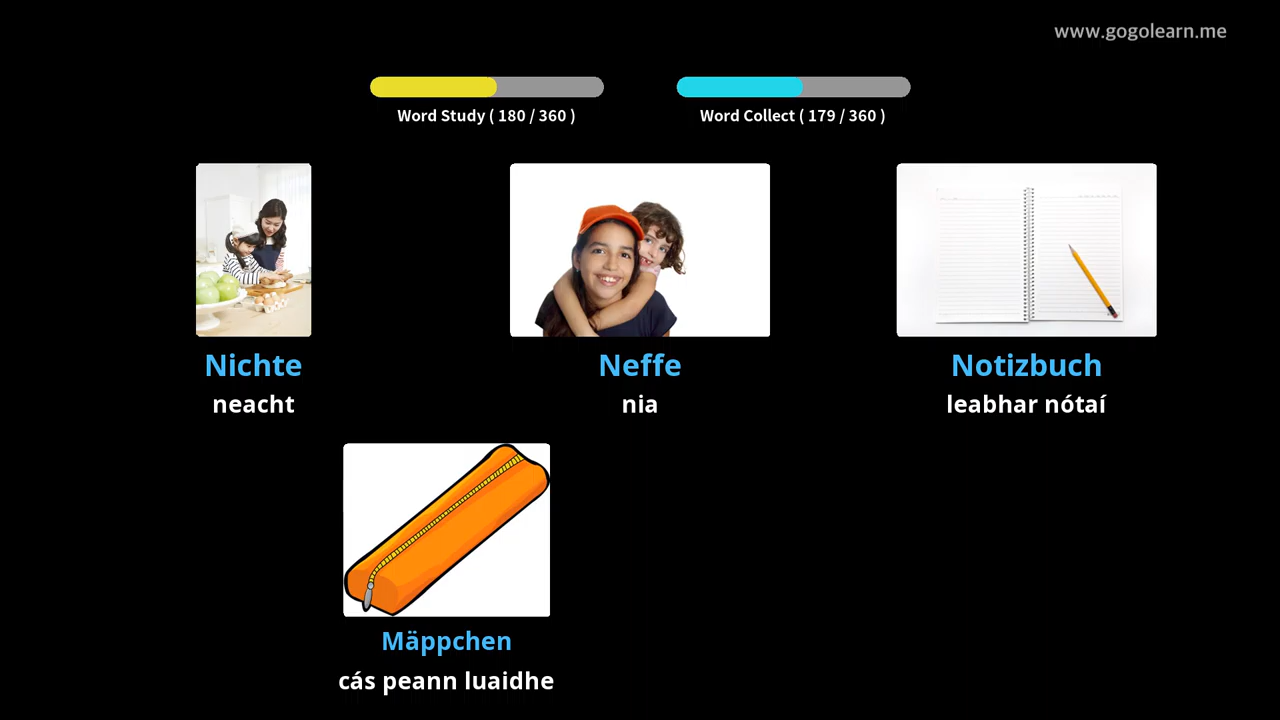 www.gogolearn.me
Word Study ( 180 / 360 )
Word Collect ( 179 / 360 )
Nichte
neacht
Neffe
nia
Notizbuch
leabhar nótaí
Mäppchen
cás peann luaidhe